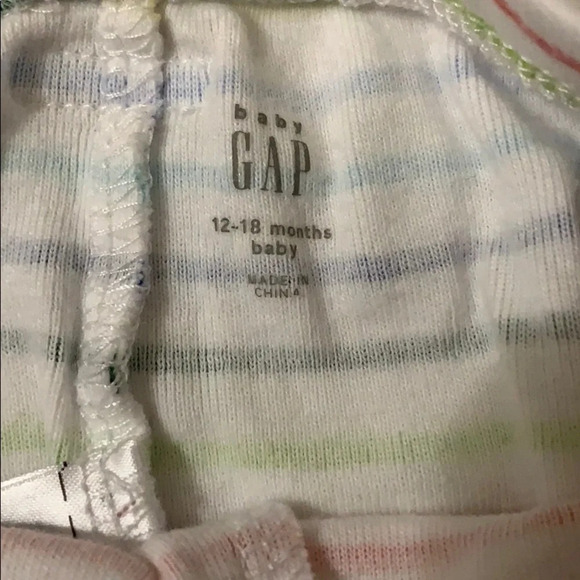 baby
GAP
12-18 months
baby
MADE IN
CHINA